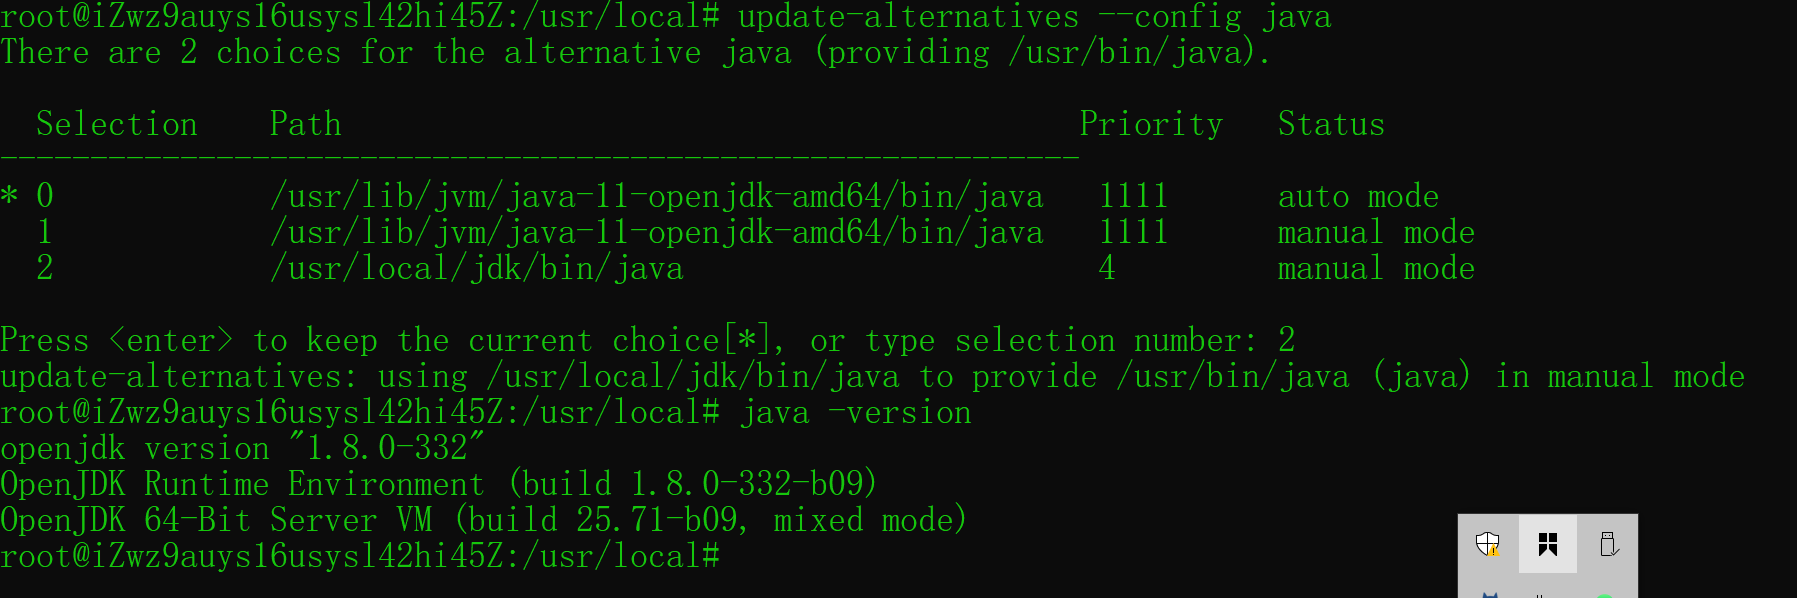 root@iZwz9auys16usysl42hi45Z:/usr/local# update-alternatives --config java
There are 2 choices for the alternative java (providing /usr/bin/java).
Selection Path Priority Status
------------------------------------------------------------
* 0 /usr/lib/jvm/java-11-openjdk-amd64/bin/java 1111 auto mode
1 /usr/lib/jvm/java-11-openjdk-amd64/bin/java 1111 manual mode
2 /usr/local/jdk/bin/java 4 manual mode
Press <enter> to keep the current choice[*], or type selection number: 2
update-alternatives: using /usr/local/jdk/bin/java to provide /usr/bin/java (java) in manual mode
root@iZwz9auys16usysl42hi45Z:/usr/local# java -version
openjdk version "1.8.0-332"
OpenJDK Runtime Environment (build 1.8.0-332-b09)
OpenJDK 64-Bit Server VM (build 25.71-b09, mixed mode)
root@iZwz9auys16usysl42hi45Z:/usr/local#